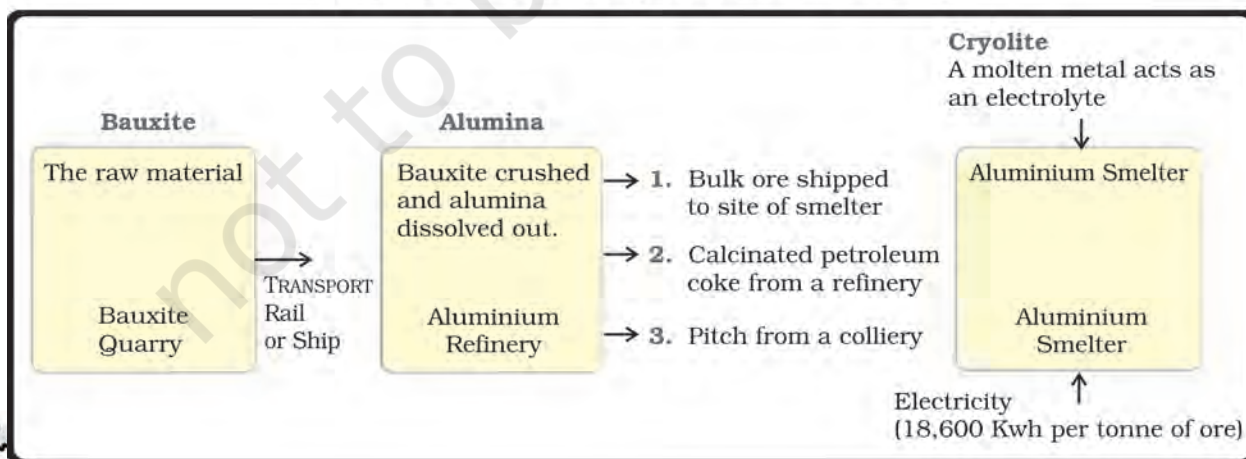 Cryolite
A molten metal acts as
an electrolyte
Bauxite
The raw material
Bauxite
Quarry
TRANSPORT
Rail
or Ship
Alumina
Bauxite crushed
and alumina
dissolved out.
Aluminium
Refinery
1. Bulk ore shipped
to site of smelter
2. Calcinated petroleum
coke from a refinery
3. Pitch from a colliery
Aluminium Smelter
Aluminium
Smelter
Electricity
(18,600 Kwh per tonne of ore)
not to b